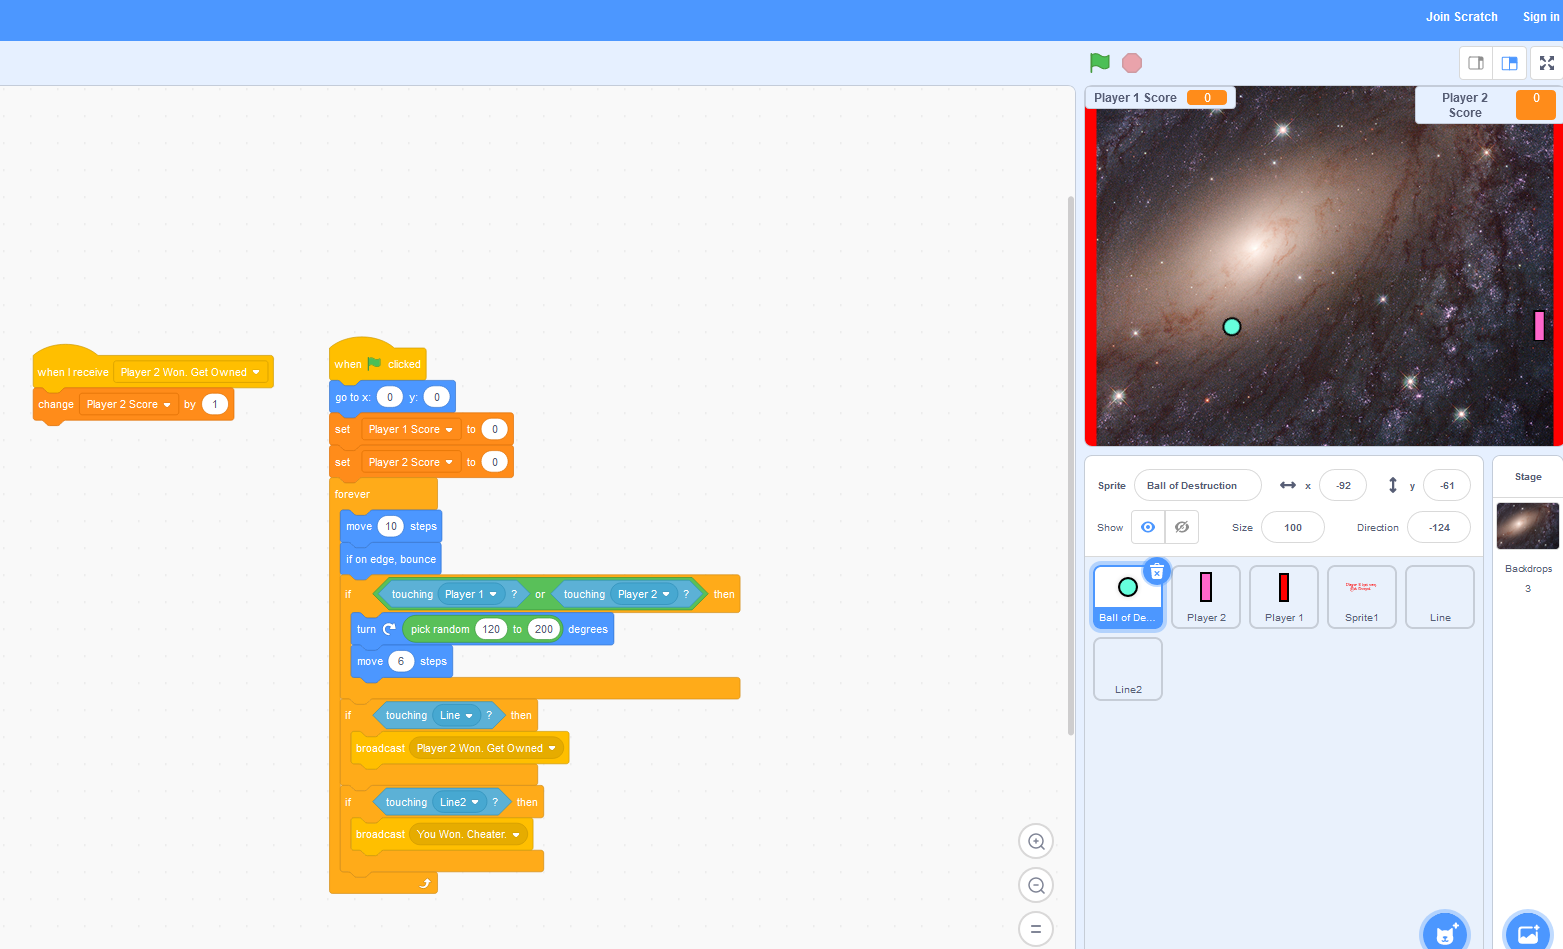 Join Scratch
Sign in
when I receive Player 2 Won. Get Owned
change Player 2 Score by 1
when clicked
go to x: 0 y: 0
set Player 1 Score to 0
set Player 2 Score to 0
forever
move 10 steps
if on edge, bounce
if touching Player 1 ? or touching Player 2 ? then
turn pick random 120 to 200 degrees
move 6 steps
if touching Line ? then
broadcast Player 2 Won. Get Owned
if touching Line2 ? then
broadcast You Won. Cheater.
Player 1 Score 0
Player 2 Score 0
Sprite Ball of Destruction x -92 y -61
Show Size 100 Direction -124
Ball of De...
Player 2
Player 1
Sprite1
Line
Line2
Stage
Backdrops
3